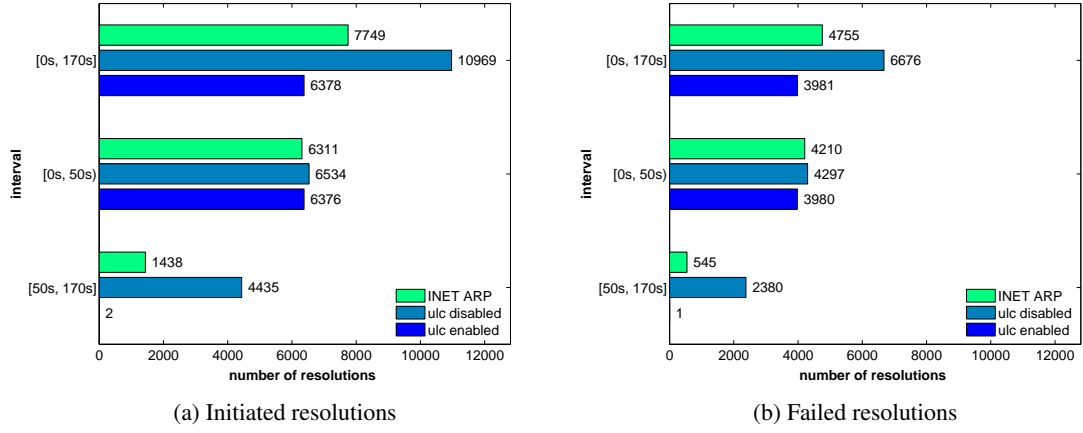 [0s, 170s]
[0s, 50s)
[50s, 170s]
interval
7749
10969
6378
6311
6534
6376
1438
4435
2
INET ARP
ulc disabled
ulc enabled
0 2000 4000 6000 8000 10000 12000
number of resolutions
(a) Initiated resolutions
[0s, 170s]
[0s, 50s)
[50s, 170s]
interval
4755
6676
3981
4210
4297
3980
545
2380
1
INET ARP
ulc disabled
ulc enabled
0 2000 4000 6000 8000 10000 12000
number of resolutions
(b) Failed resolutions